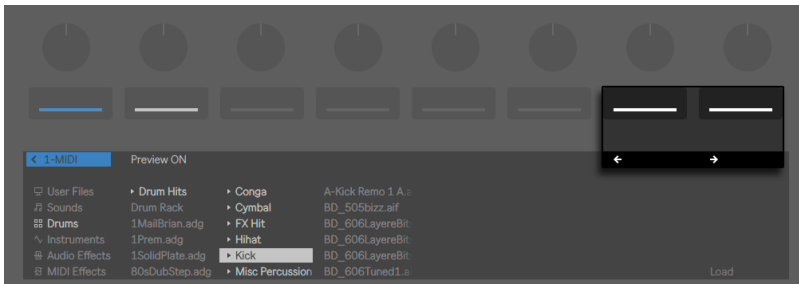 1-MIDI Preview ON ← →
User Files Drum Hits Conga A-Kick Remo 1 A.a
Sounds Drum Rack Cymbal BD_505bizz.aif
Drums 1MailBrian.adg FX Hit BD_606LayereBit
Instruments 1Prem.adg Hihat BD_606LayereBit
Audio Effects 1SolidPlate.adg Kick BD_606LayereBit
MIDI Effects 80sDubStep.adg Misc Percussion BD_606Tuned1.a Load